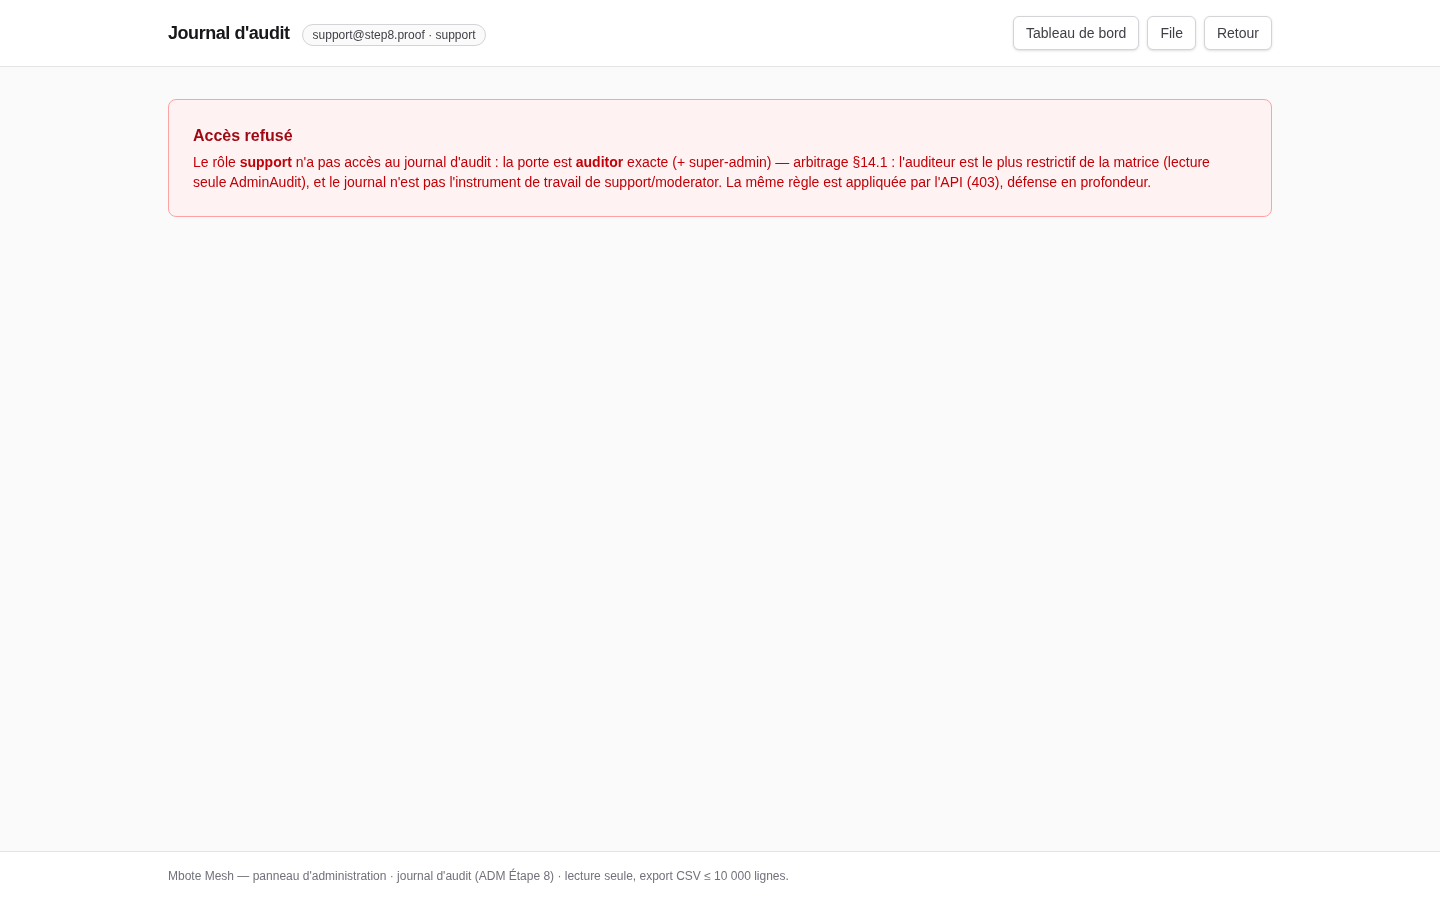 Journal d'audit
support@step8.proof · support
Tableau de bord
File
Retour
Accès refusé
Le rôle support n'a pas accès au journal d'audit : la porte est auditor exacte (+ super-admin) — arbitrage §14.1 : l'auditeur est le plus restrictif de la matrice (lecture
seule AdminAudit), et le journal n'est pas l'instrument de travail de support/moderator. La même règle est appliquée par l'API (403), défense en profondeur.
Mbote Mesh — panneau d'administration · journal d'audit (ADM Étape 8) · lecture seule, export CSV ≤ 10 000 lignes.